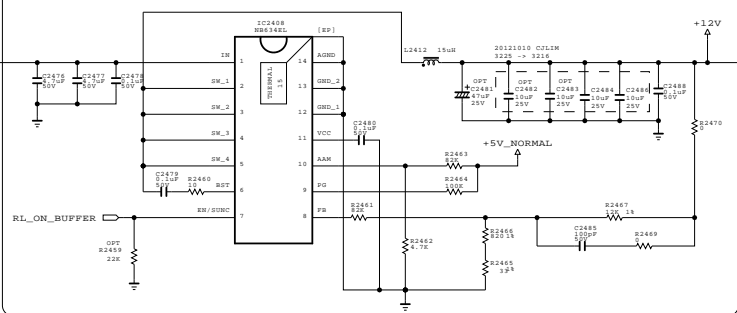 IC2408
NB634EL
[EP]
IN
1
SW_1
2
SW_2
3
SW_3
4
SW_4
5
BST
6
EN/SUNC
7
THERMAL
15
14
AGND
13
GND_2
12
GND_1
11
VCC
10
AAM
9
PG
8
FB
C2476
4.7uF
50V
C2477
4.7uF
50V
C2478
0.1uF
50V
C2479
0.1uF
50V
R2460
10
RL_ON_BUFFER
OPT
R2459
22K
C2480
0.1uF
50V
L2412 15uH
20121010 CJLIM
3225 -> 3216
OPT
C2481
47uF
25V
OPT
C2482
10uF
25V
C2483
10uF
25V
C2484
10uF
25V
C2486
10uF
25V
C2488
0.1uF
50V
+12V
R2470
0
+5V_NORMAL
R2463
82K
R2464
100K
R2461
82K
R2462
4.7K
R2466
820 1%
R2465
1%
R2467
12K 1%
C2485
100pF
50V
R2469
0